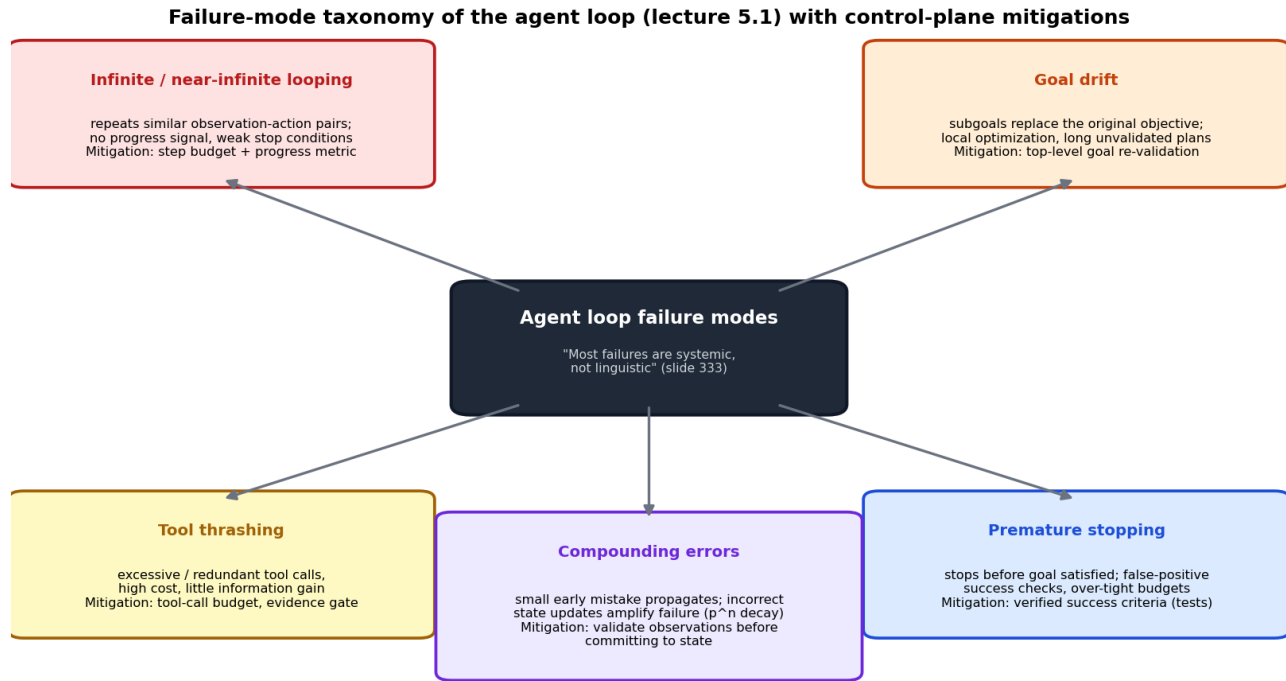 Failure-mode taxonomy of the agent loop (lecture 5.1) with control-plane mitigations
Infinite / near-infinite looping
repeats similar observation-action pairs;
no progress signal, weak stop conditions
Mitigation: step budget + progress metric
Goal drift
subgoals replace the original objective;
local optimization, long unvalidated plans
Mitigation: top-level goal re-validation
Agent loop failure modes
"Most failures are systemic,
not linguistic" (slide 333)
Tool thrashing
excessive / redundant tool calls,
high cost, little information gain
Mitigation: tool-call budget, evidence gate
Compounding errors
small early mistake propagates; incorrect
state updates amplify failure (p^n decay)
Mitigation: validate observations before
committing to state
Premature stopping
stops before goal satisfied; false-positive
success checks, over-tight budgets
Mitigation: verified success criteria (tests)